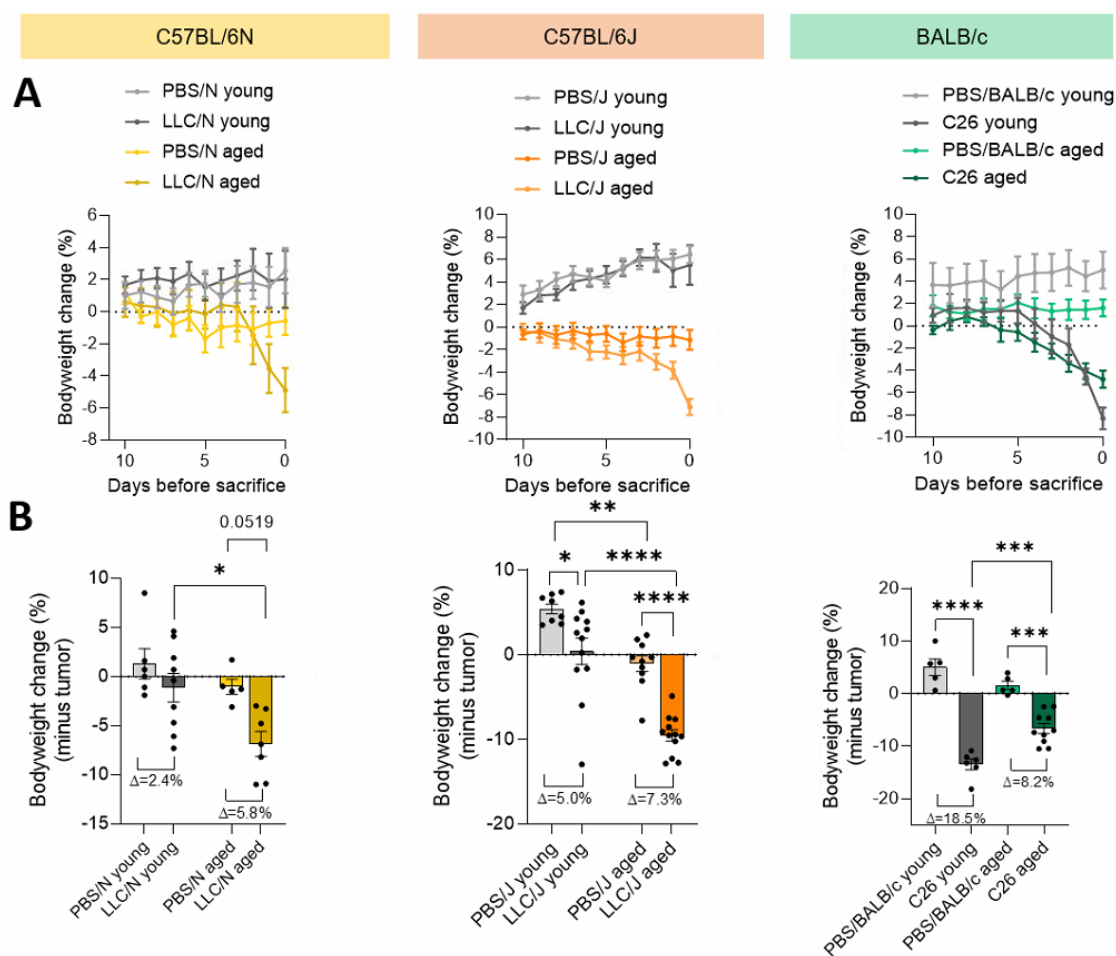 C57BL/6N
C57BL/6J
BALB/c
A
PBS/N young
LLC/N young
PBS/N aged
LLC/N aged
PBS/J young
LLC/J young
PBS/J aged
LLC/J aged
PBS/BALB/c young
C26 young
PBS/BALB/c aged
C26 aged
Bodyweight change (%)
6
4
2
0
-2
-4
-6
-8
10
5
0
Days before sacrifice
Bodyweight change (%)
10
8
6
4
2
0
-2
-4
-6
-8
-10
10
5
0
Days before sacrifice
Bodyweight change (%)
10
8
6
4
2
0
-2
-4
-6
-8
-10
10
5
0
Days before sacrifice
B
Bodyweight change (%)
(minus tumor)
10
5
0
-5
-10
-15
0.0519
*
Δ=2.4%
Δ=5.8%
PBS/N young
LLC/N young
PBS/N aged
LLC/N aged
Bodyweight change (%)
(minus tumor)
10
0
-10
-20
**
*
****
****
Δ=5.0%
Δ=7.3%
PBS/J young
LLC/J young
PBS/J aged
LLC/J aged
Bodyweight change (%)
(minus tumor)
20
10
0
-10
-20
***
****
***
Δ=8.2%
Δ=18.5%
PBS/BALB/c young
C26 young
PBS/BALB/c aged
C26 aged